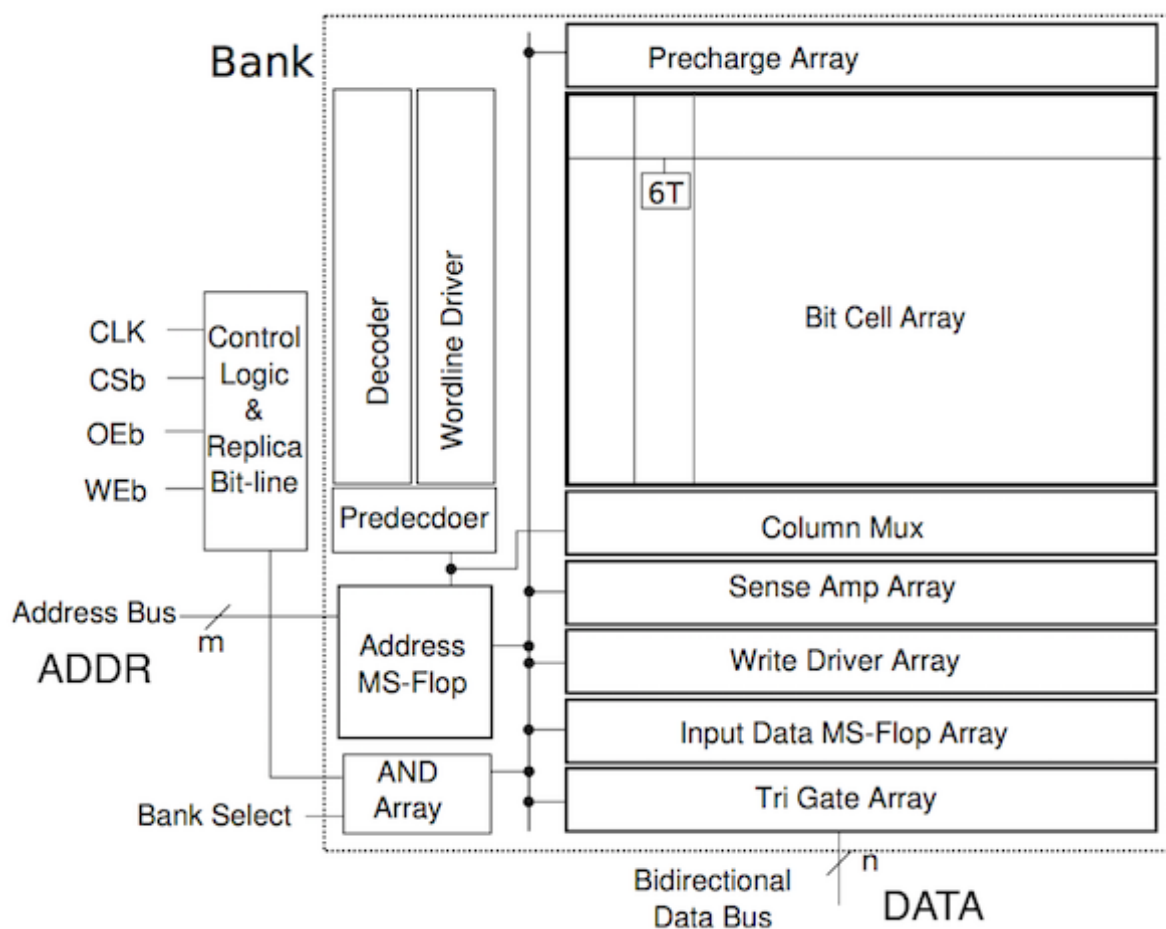 Bank
Precharge Array
6T
Bit Cell Array
Decoder
Wordline Driver
CLK
CSb
OEb
WEb
Control
Logic
&
Replica
Bit-line
Predecdoer
Column Mux
Sense Amp Array
Address Bus
m
ADDR
Address
MS-Flop
Write Driver Array
Input Data MS-Flop Array
AND
Array
Bank Select
Tri Gate Array
n
Bidirectional
Data Bus
DATA